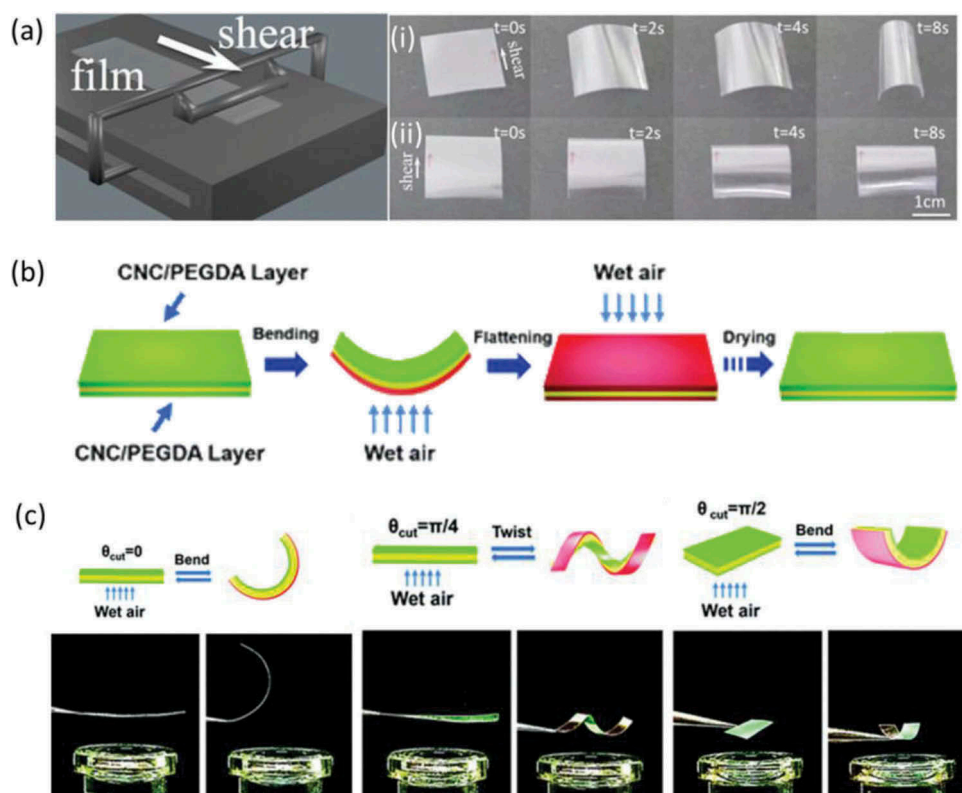 (a)
shear
film
(i)
t=0s
t=2s
t=4s
t=8s
shear
(ii)
t=0s
t=2s
t=4s
t=8s
shear
1cm
(b)
CNC/PEGDA Layer
Wet air
Bending
Flattening
Drying
CNC/PEGDA Layer
Wet air
(c)
θcut=0
Bend
Wet air
θcut=π/4
Twist
Wet air
θcut=π/2
Bend
Wet air